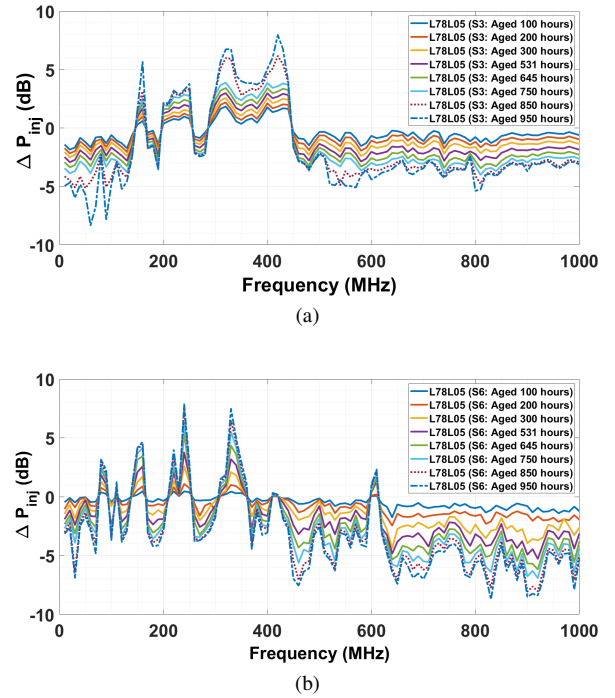 10
5
0
-5
-10
Δ P_inj (dB)
L78L05 (S3: Aged 100 hours)
L78L05 (S3: Aged 200 hours)
L78L05 (S3: Aged 300 hours)
L78L05 (S3: Aged 531 hours)
L78L05 (S3: Aged 645 hours)
L78L05 (S3: Aged 750 hours)
L78L05 (S3: Aged 850 hours)
L78L05 (S3: Aged 950 hours)
0 200 400 600 800 1000
Frequency (MHz)
(a)
10
5
0
-5
-10
Δ P_inj (dB)
L78L05 (S6: Aged 100 hours)
L78L05 (S6: Aged 200 hours)
L78L05 (S6: Aged 300 hours)
L78L05 (S6: Aged 531 hours)
L78L05 (S6: Aged 645 hours)
L78L05 (S6: Aged 750 hours)
L78L05 (S6: Aged 850 hours)
L78L05 (S6: Aged 950 hours)
0 200 400 600 800 1000
Frequency (MHz)
(b)